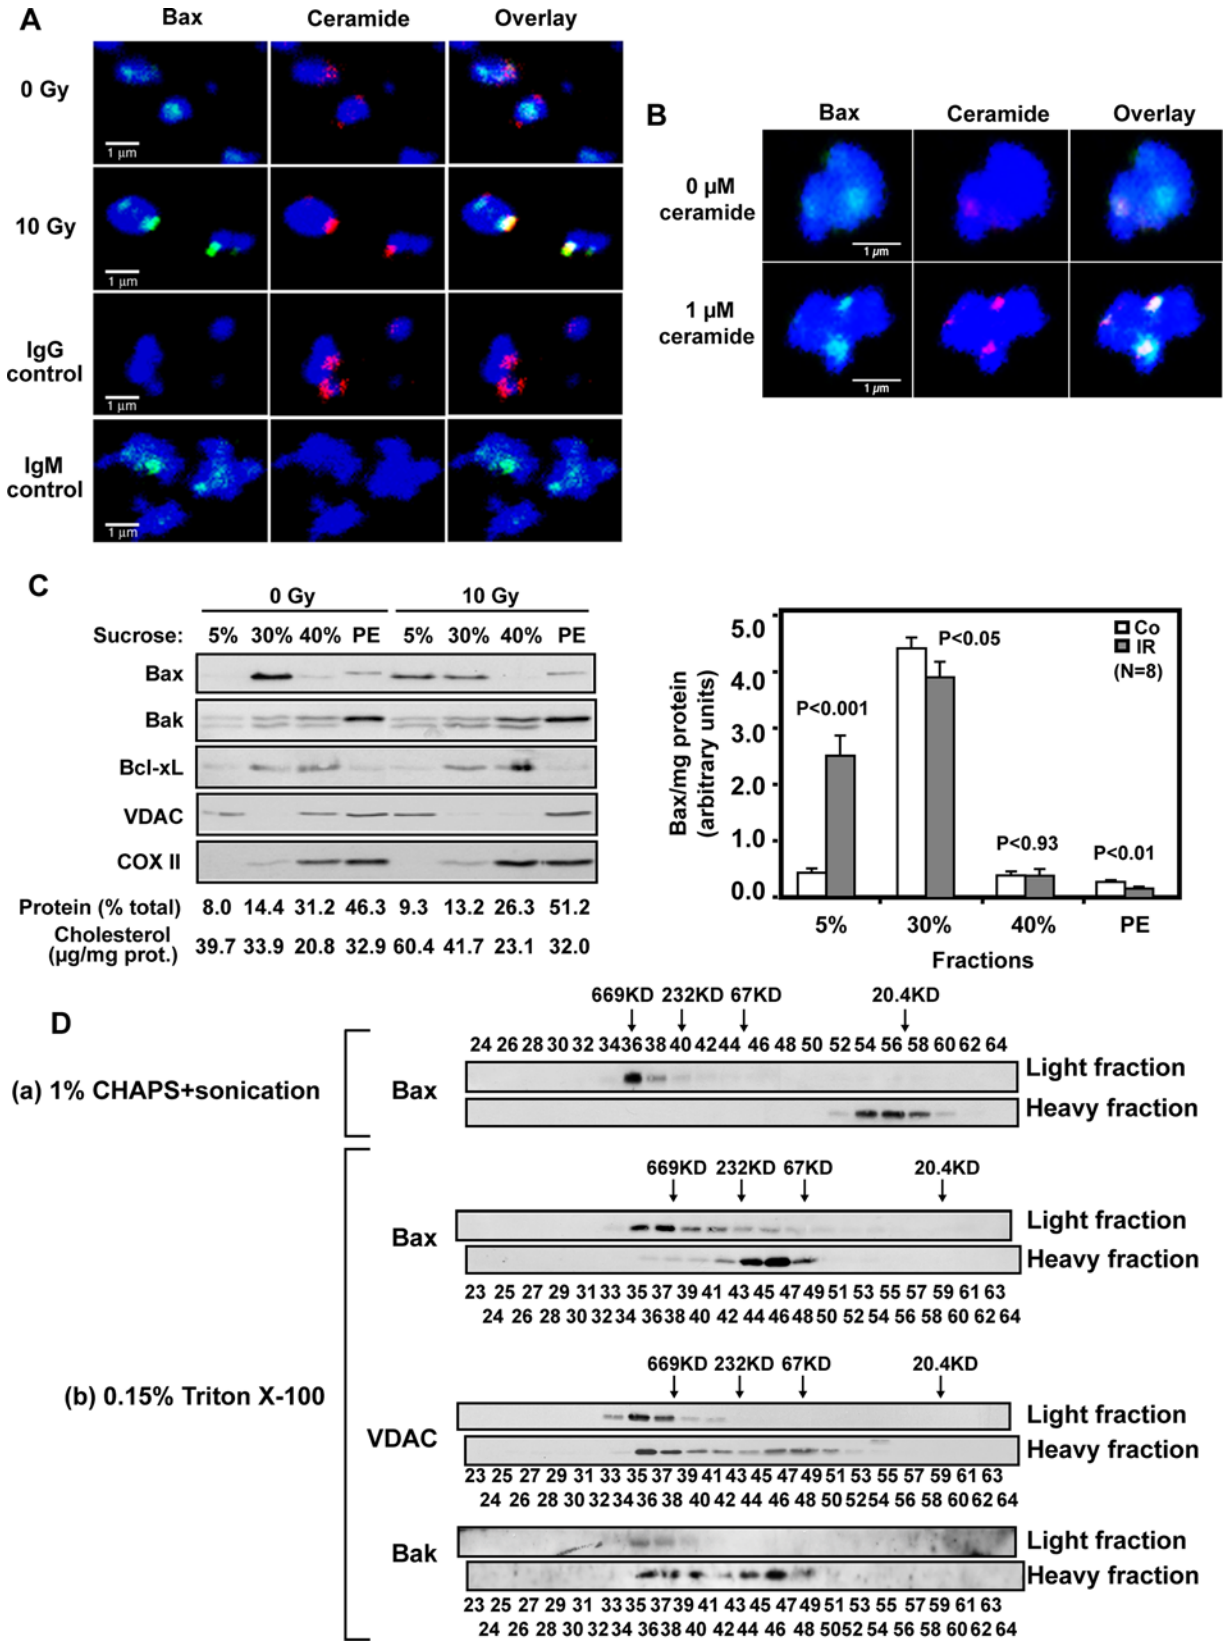 A
Bax Ceramide Overlay
0 Gy
1 µm
10 Gy
1 µm
IgG
control
1 µm
IgM
control
1 µm
B
Bax Ceramide Overlay
0 µM
ceramide
1 µm
1 µM
ceramide
1 µm
C
0 Gy 10 Gy
Sucrose: 5% 30% 40% PE 5% 30% 40% PE
Bax
Bak
Bcl-xL
VDAC
COX II
Protein (% total) 8.0 14.4 31.2 46.3 9.3 13.2 26.3 51.2
Cholesterol
(µg/mg prot.) 39.7 33.9 20.8 32.9 60.4 41.7 23.1 32.0
Bax/mg protein
(arbitrary units)
5.0
4.0
3.0
2.0
1.0
0.0
Co
IR
(N=8)
P<0.001
P<0.05
P<0.93
P<0.01
5% 30% 40% PE
Fractions
D
669KD 232KD 67KD 20.4KD
24 26 28 30 32 34 36 38 40 42 44 46 48 50 52 54 56 58 60 62 64
(a) 1% CHAPS+sonication
Bax
Light fraction
Heavy fraction
669KD 232KD 67KD 20.4KD
Bax
Light fraction
Heavy fraction
23 25 27 29 31 33 35 37 39 41 43 45 47 49 51 53 55 57 59 61 63
24 26 28 30 32 34 36 38 40 42 44 46 48 50 52 54 56 58 60 62 64
(b) 0.15% Triton X-100
669KD 232KD 67KD 20.4KD
VDAC
Light fraction
Heavy fraction
23 25 27 29 31 33 35 37 39 41 43 45 47 49 51 53 55 57 59 61 63
24 26 28 30 32 34 36 38 40 42 44 46 48 50 52 54 56 58 60 62 64
Bak
Light fraction
Heavy fraction
23 25 27 29 31 33 35 37 39 41 43 45 47 49 51 53 55 57 59 61 63
24 26 28 30 32 34 36 38 40 42 44 46 48 50 52 54 56 58 60 62 64